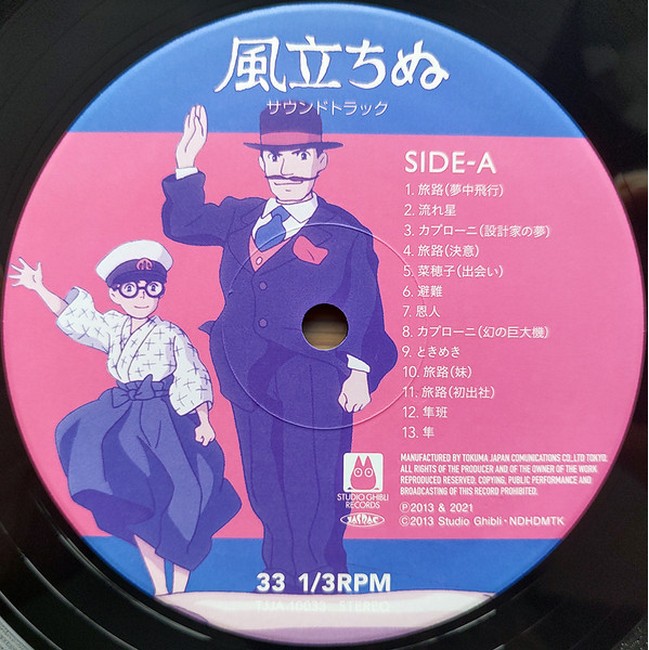 風立ちぬ
サウンドトラック
SIDE-A
1. 旅路(夢中飛行)
2. 流れ星
3. カプローニ(設計家の夢)
4. 旅路(決意)
5. 菜穂子(出会い)
6. 避難
7. 恩人
8. カプローニ(幻の巨大機)
9. ときめき
10. 旅路(妹)
11. 旅路(初出社)
12. 隼班
13. 隼
MANUFACTURED BY TOKUMA JAPAN COMUNICATIONS CO.,LTD TOKYO.
ALL RIGHTS OF THE PRODUCER AND OF THE OWNER OF THE WORK
REPRODUCED RESERVED. COPYING, PUBLIC PERFORMANCE AND
BROADCASTING OF THIS RECORD PROHIBITED.
STUDIO GHIBLI
RECORDS
JASRAC
℗2013 & 2021
©2013 Studio Ghibli・NDHDMTK
33 1/3RPM
STEREO